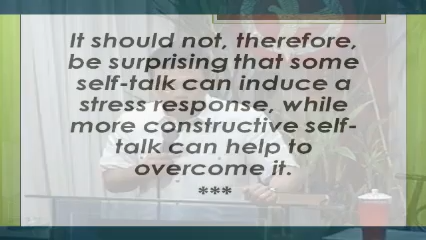 It should not, therefore,
be surprising that some
self-talk can induce a
stress response, while
more constructive self-
talk can help to
overcome it.
***